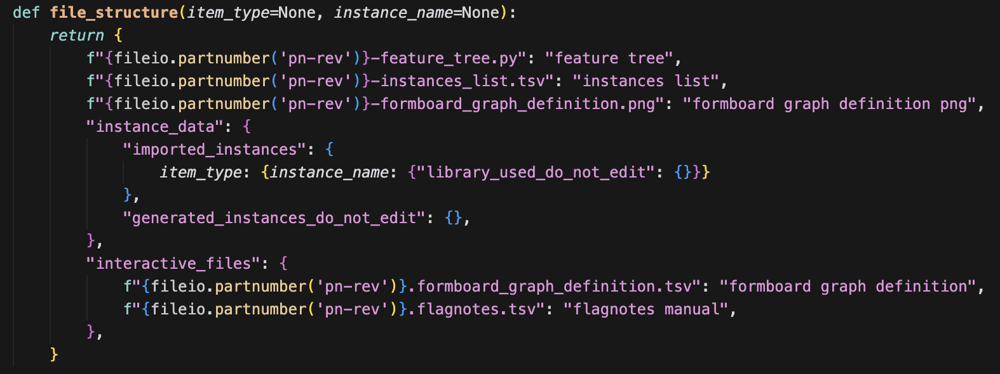 def file_structure(item_type=None, instance_name=None):
    return {
        f"{fileio.partnumber('pn-rev')}-feature_tree.py": "feature tree",
        f"{fileio.partnumber('pn-rev')}-instances_list.tsv": "instances list",
        f"{fileio.partnumber('pn-rev')}-formboard_graph_definition.png": "formboard graph definition png",
        "instance_data": {
            "imported_instances": {
                item_type: {instance_name: {"library_used_do_not_edit": {}}}
            },
            "generated_instances_do_not_edit": {},
        },
        "interactive_files": {
            f"{fileio.partnumber('pn-rev')}.formboard_graph_definition.tsv": "formboard graph definition",
            f"{fileio.partnumber('pn-rev')}.flagnotes.tsv": "flagnotes manual",
        },
    }